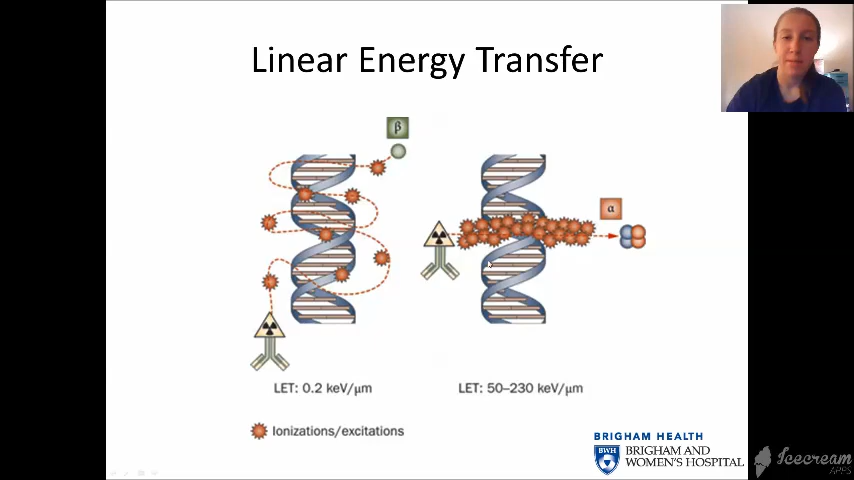 Linear Energy Transfer
β
α
LET: 0.2 keV/μm
LET: 50–230 keV/μm
Ionizations/excitations
BRIGHAM HEALTH
BWH
BRIGHAM AND
WOMEN'S HOSPITAL
Icecream
APPS